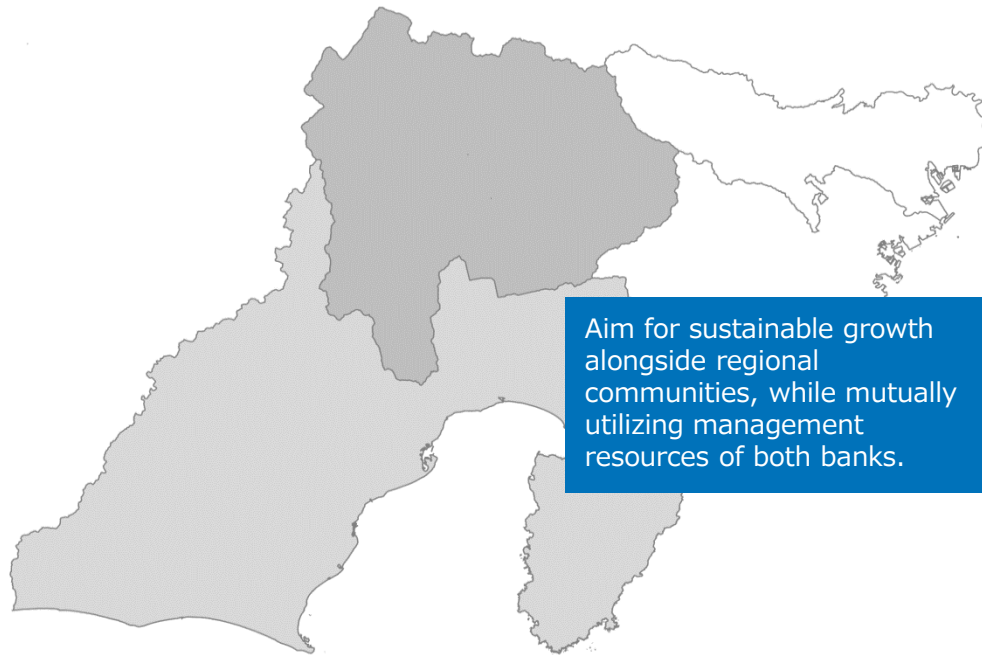 Aim for sustainable growth
alongside regional
communities, while mutually
utilizing management
resources of both banks.